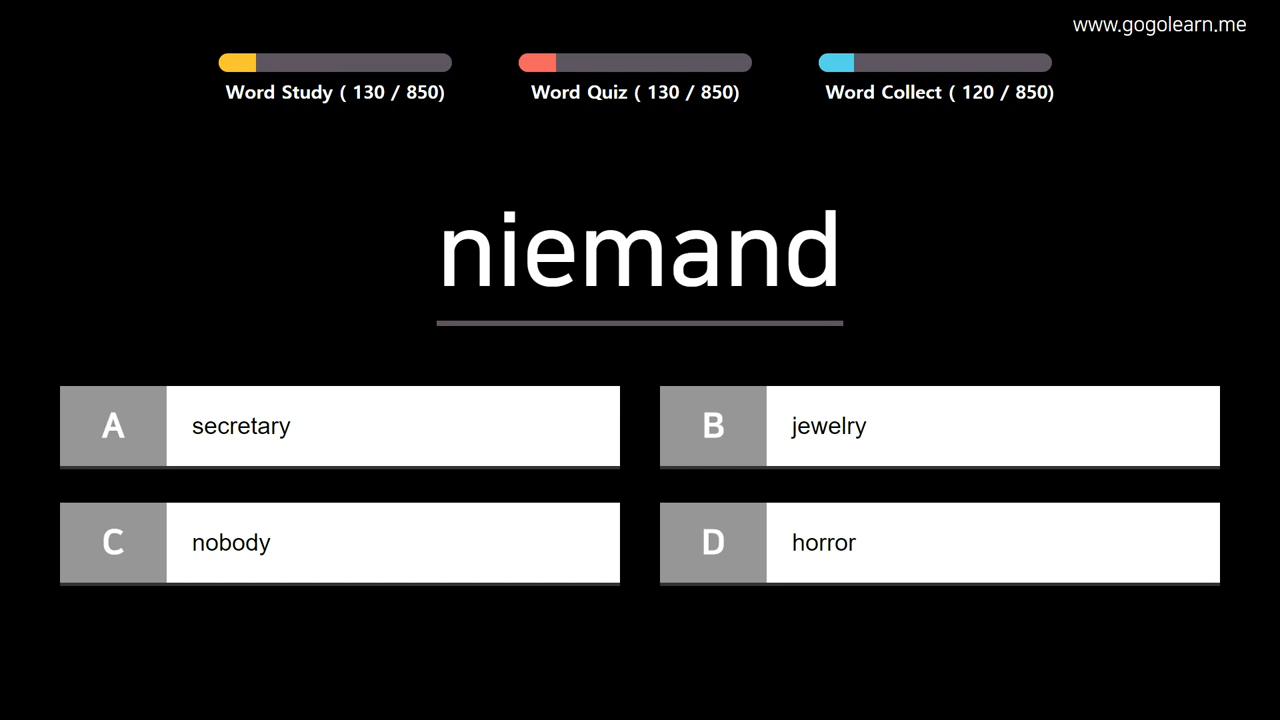 www.gogolearn.me
Word Study ( 130 / 850)
Word Quiz ( 130 / 850)
Word Collect ( 120 / 850)
niemand
A secretary
B jewelry
C nobody
D horror